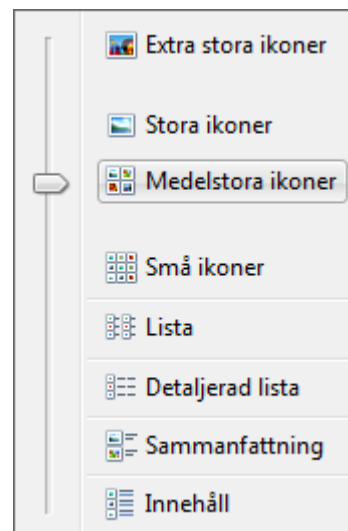 Extra stora ikoner
Stora ikoner
Medelstora ikoner
Små ikoner
Lista
Detaljerad lista
Sammanfattning
Innehåll